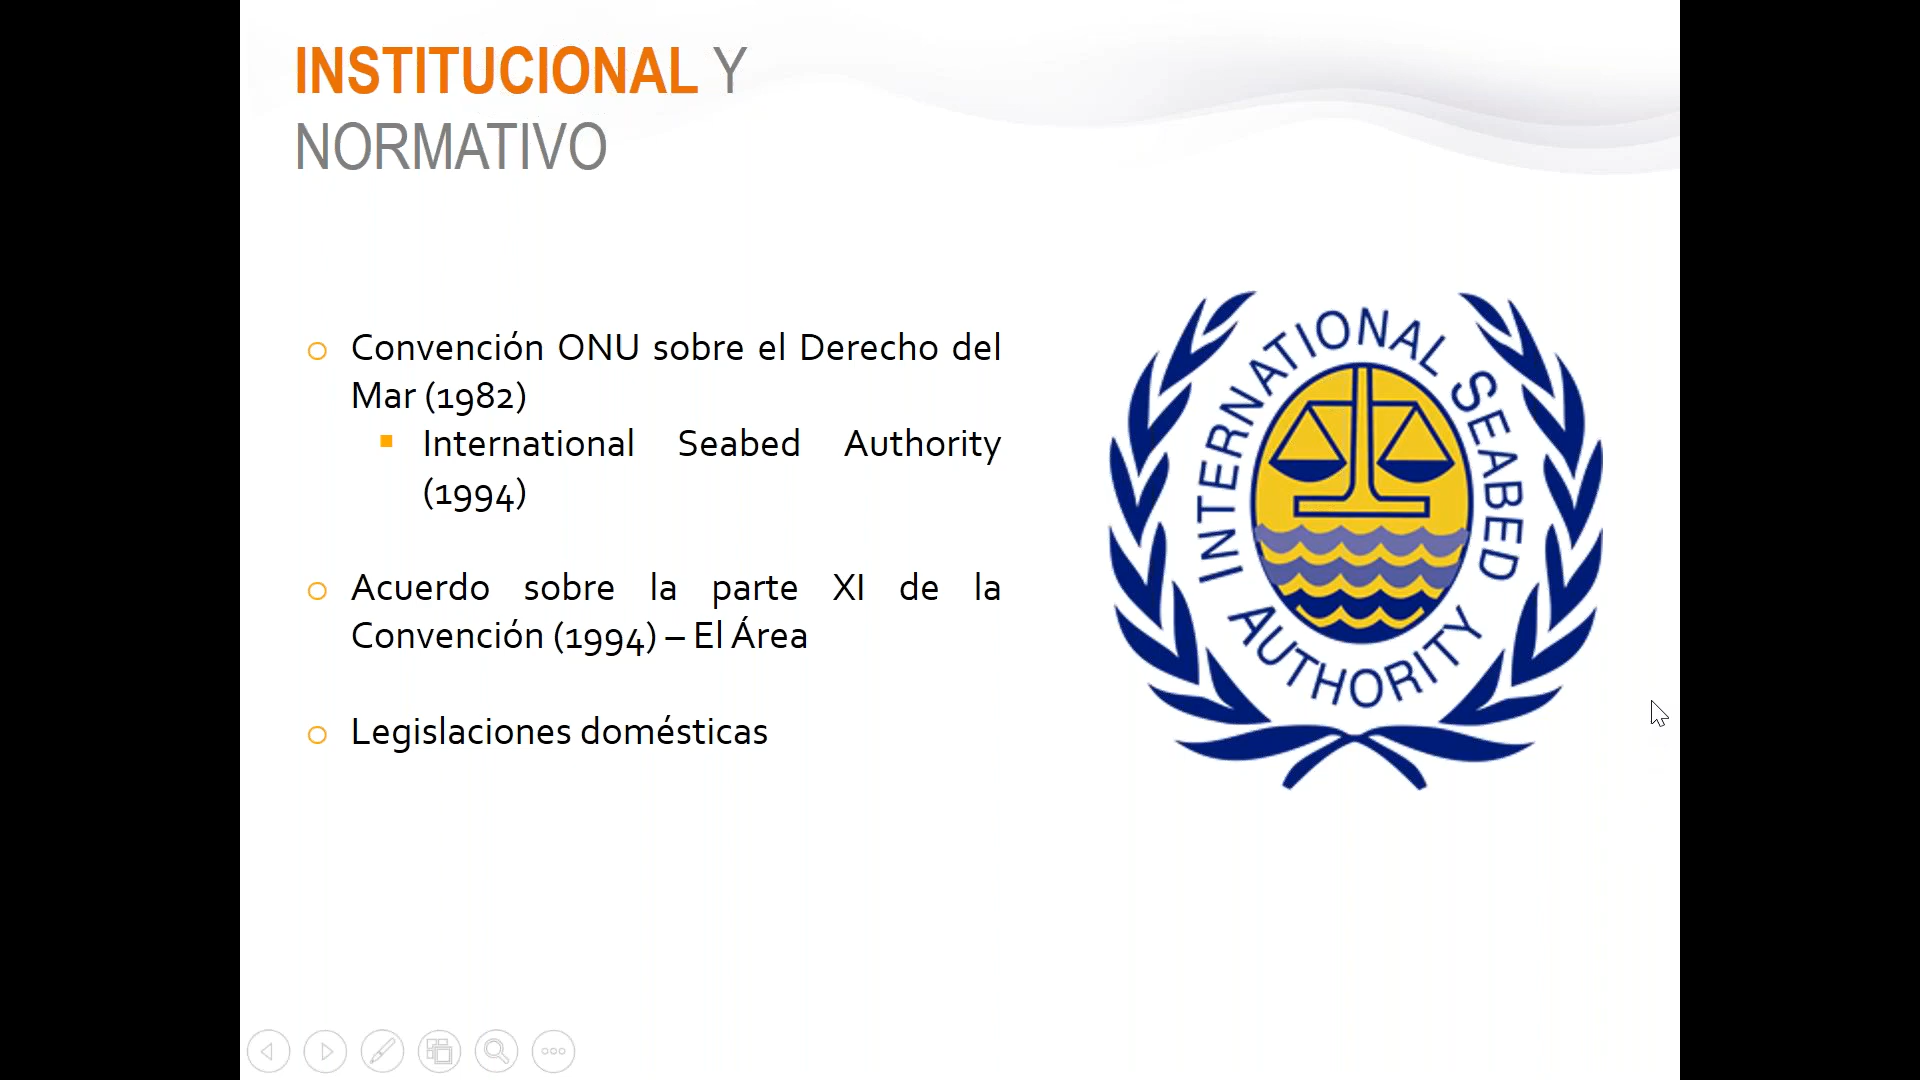 INSTITUCIONAL Y
NORMATIVO
o Convención ONU sobre el Derecho del
Mar (1982)
▪ International Seabed Authority
(1994)
o Acuerdo sobre la parte XI de la
Convención (1994) – El Área
o Legislaciones domésticas
INTERNATIONAL SEABED
AUTHORITY